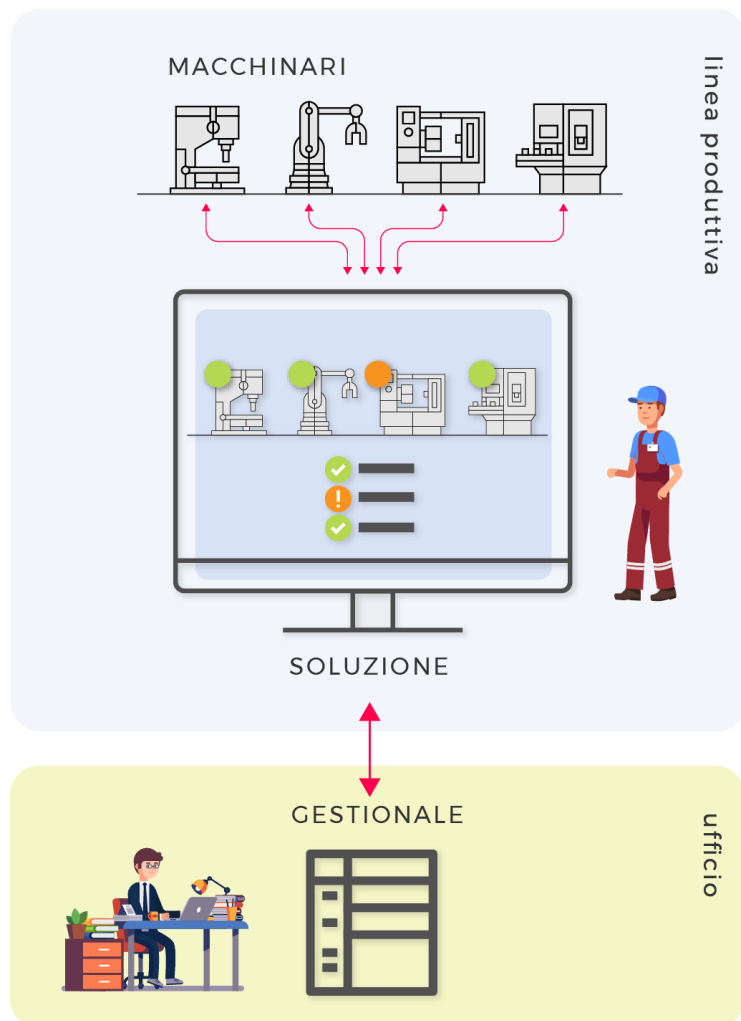 MACCHINARI
linea produttiva
SOLUZIONE
GESTIONALE
ufficio